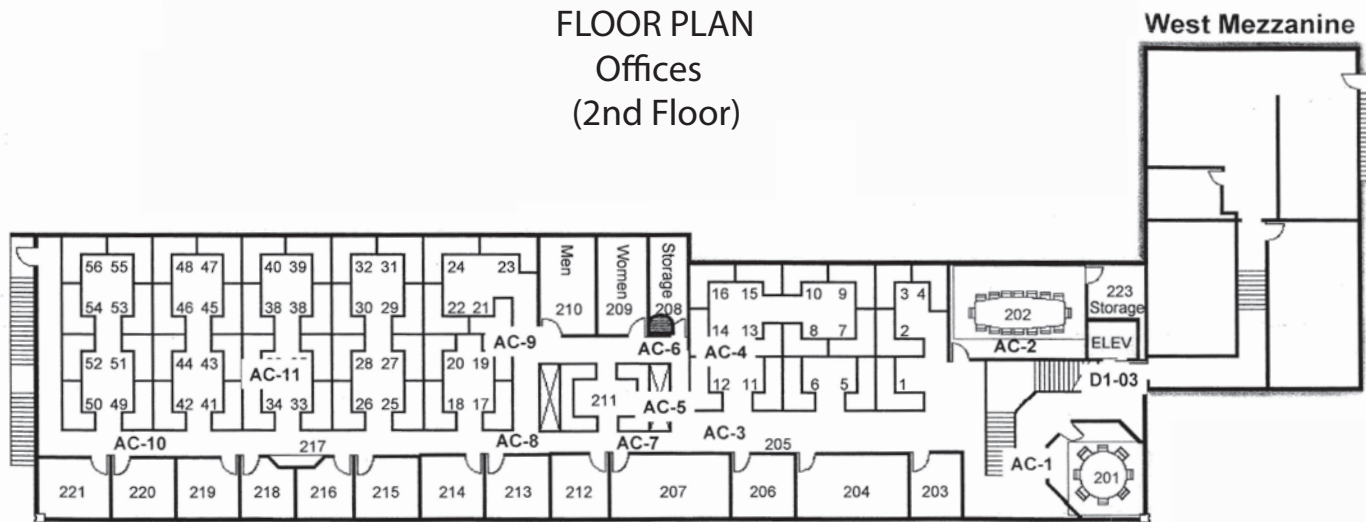 FLOOR PLAN
Offices
(2nd Floor)
West Mezzanine
56 55 48 47 40 39 32 31 24 23
Men
210
Women
209
Storage
208
54 53 46 45 38 38 30 29 22 21
16 15 10 9 3 4
14 13 8 7 2
202
223
Storage
ELEV
AC-9
AC-6
AC-4
AC-2
52 51 44 43 28 27 20 19
AC-11
D1-03
50 49 42 41 34 33 26 25 18 17
211
AC-5
12 11 6 5 1
AC-10
217
AC-8
AC-7
AC-3
205
AC-1
201
221 220 219 218 216 215 214 213 212 207 206 204 203